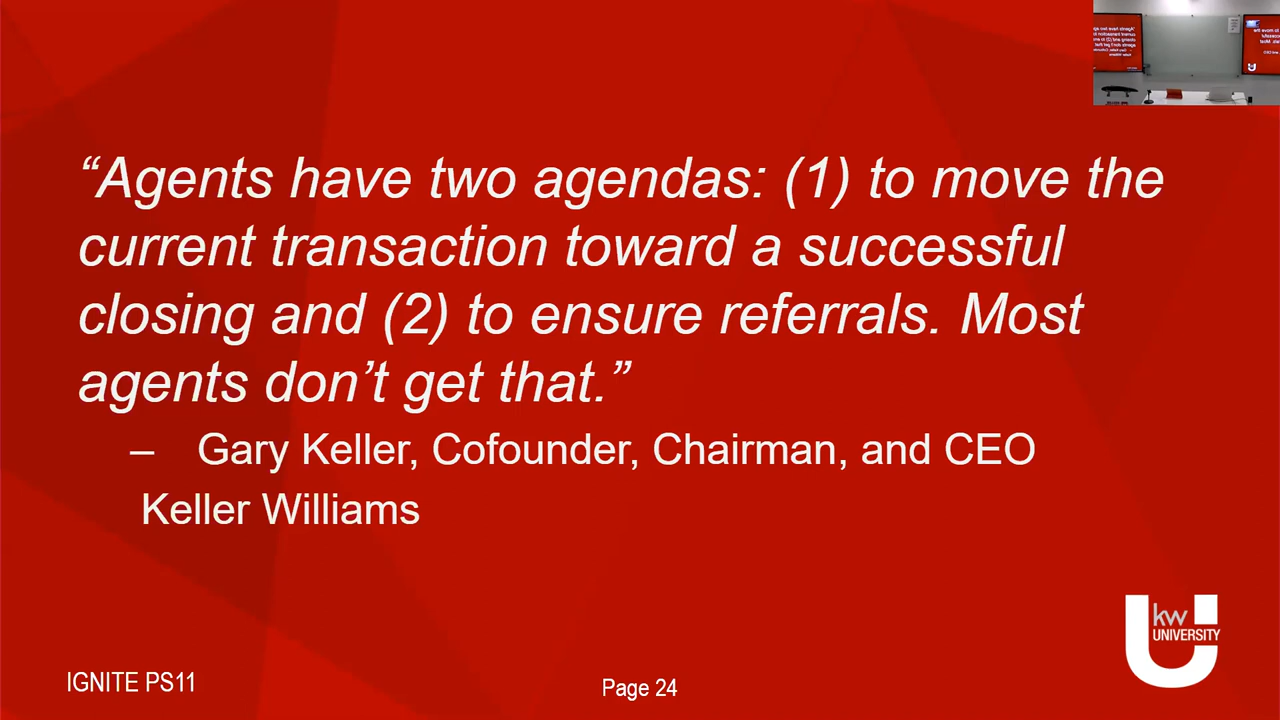 “Agents have two agendas: (1) to move the
current transaction toward a successful
closing and (2) to ensure referrals. Most
agents don’t get that.”
– Gary Keller, Cofounder, Chairman, and CEO
Keller Williams
kw
UNIVERSITY
IGNITE PS11
Page 24